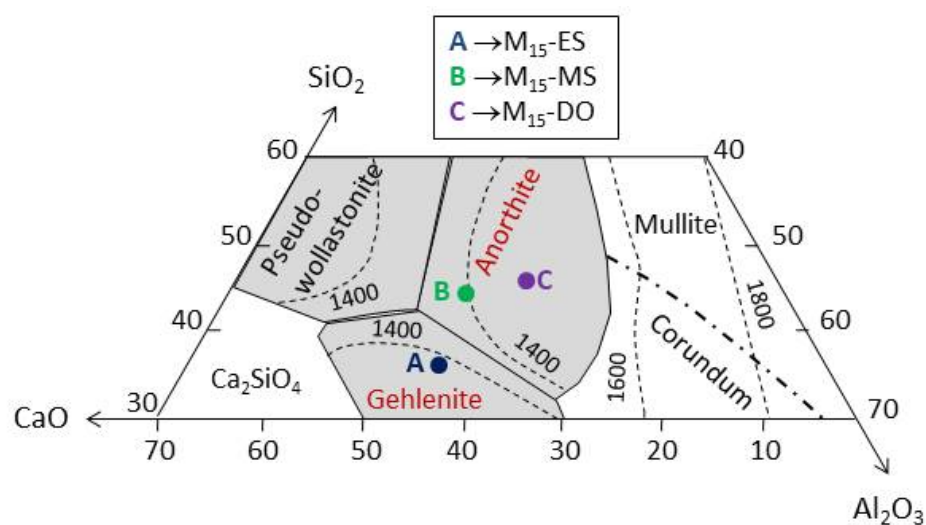 A →M₁₅-ES
B →M₁₅-MS
C →M₁₅-DO
SiO₂
60
40
Pseudo-
wollastonite
Anorthite
Mullite
50
50
1400
B
C
1400
1800
40
1400
60
A
1600
Corundum
Ca₂SiO₄
Gehlenite
CaO
30
70
70
60
50
40
30
20
10
Al₂O₃